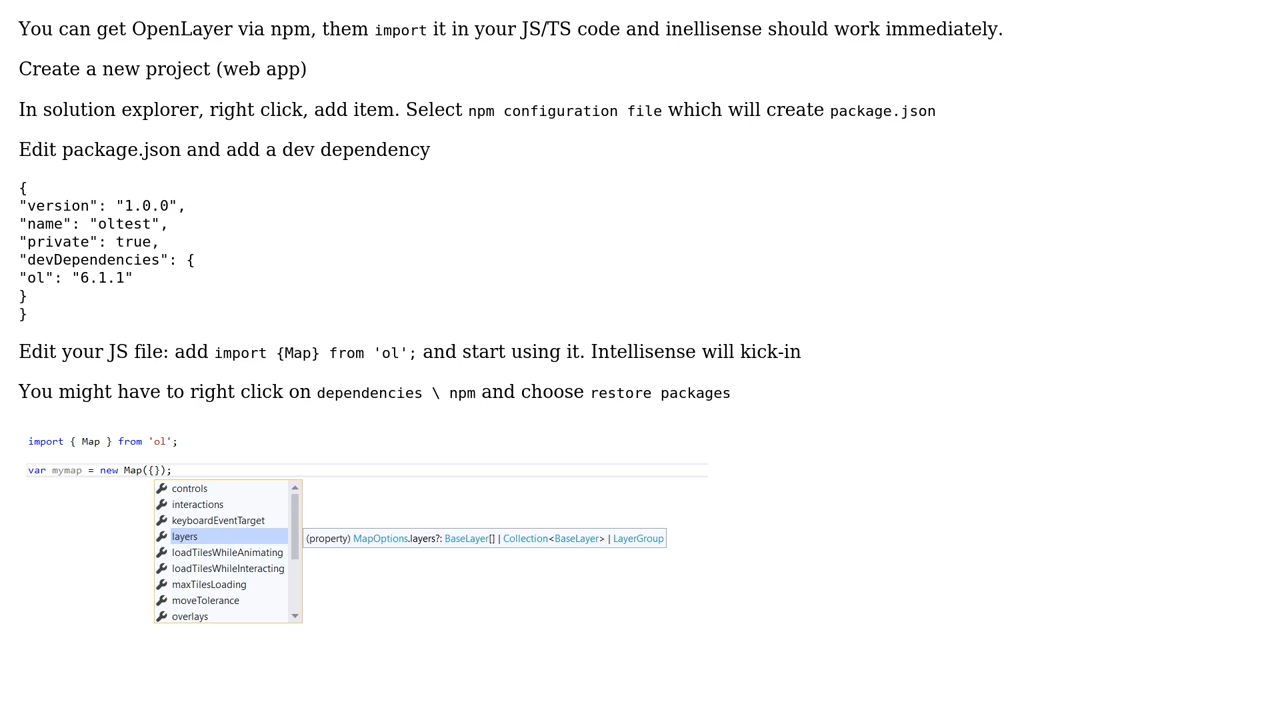 You can get OpenLayer via npm, them import it in your JS/TS code and inellisense should work immediately.
Create a new project (web app)
In solution explorer, right click, add item. Select npm configuration file which will create package.json
Edit package.json and add a dev dependency
{
"version": "1.0.0",
"name": "oltest",
"private": true,
"devDependencies": {
"ol": "6.1.1"
}
}
Edit your JS file: add import {Map} from 'ol'; and start using it. Intellisense will kick-in
You might have to right click on dependencies \ npm and choose restore packages
import { Map } from 'ol';
var mymap = new Map({});
controls
interactions
keyboardEventTarget
layers
(property) MapOptions.layers?: BaseLayer[] | Collection<BaseLayer> | LayerGroup
loadTilesWhileAnimating
loadTilesWhileInteracting
maxTilesLoading
moveTolerance
overlays